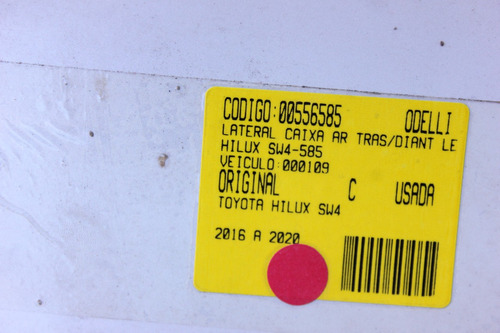 CODIGO:00556585 ODELLI
LATERAL CAIXA AR TRAS/DIANT LE
HILUX SW4-585
VEICULO:000109
ORIGINAL C USADA
TOYOTA HILUX SW4
2016 A 2020